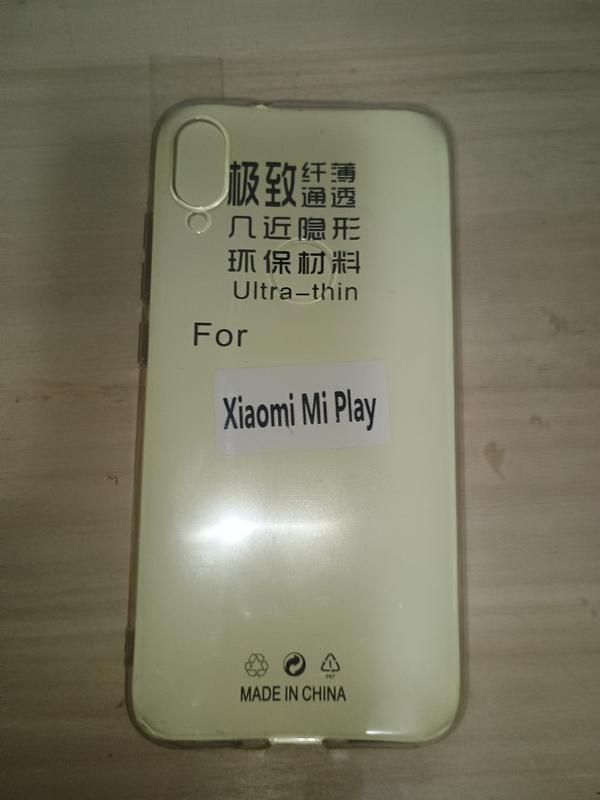 极致 纤薄
通透
几近隐形
环保材料
Ultra-thin
For
Xiaomi Mi Play
PET
MADE IN CHINA